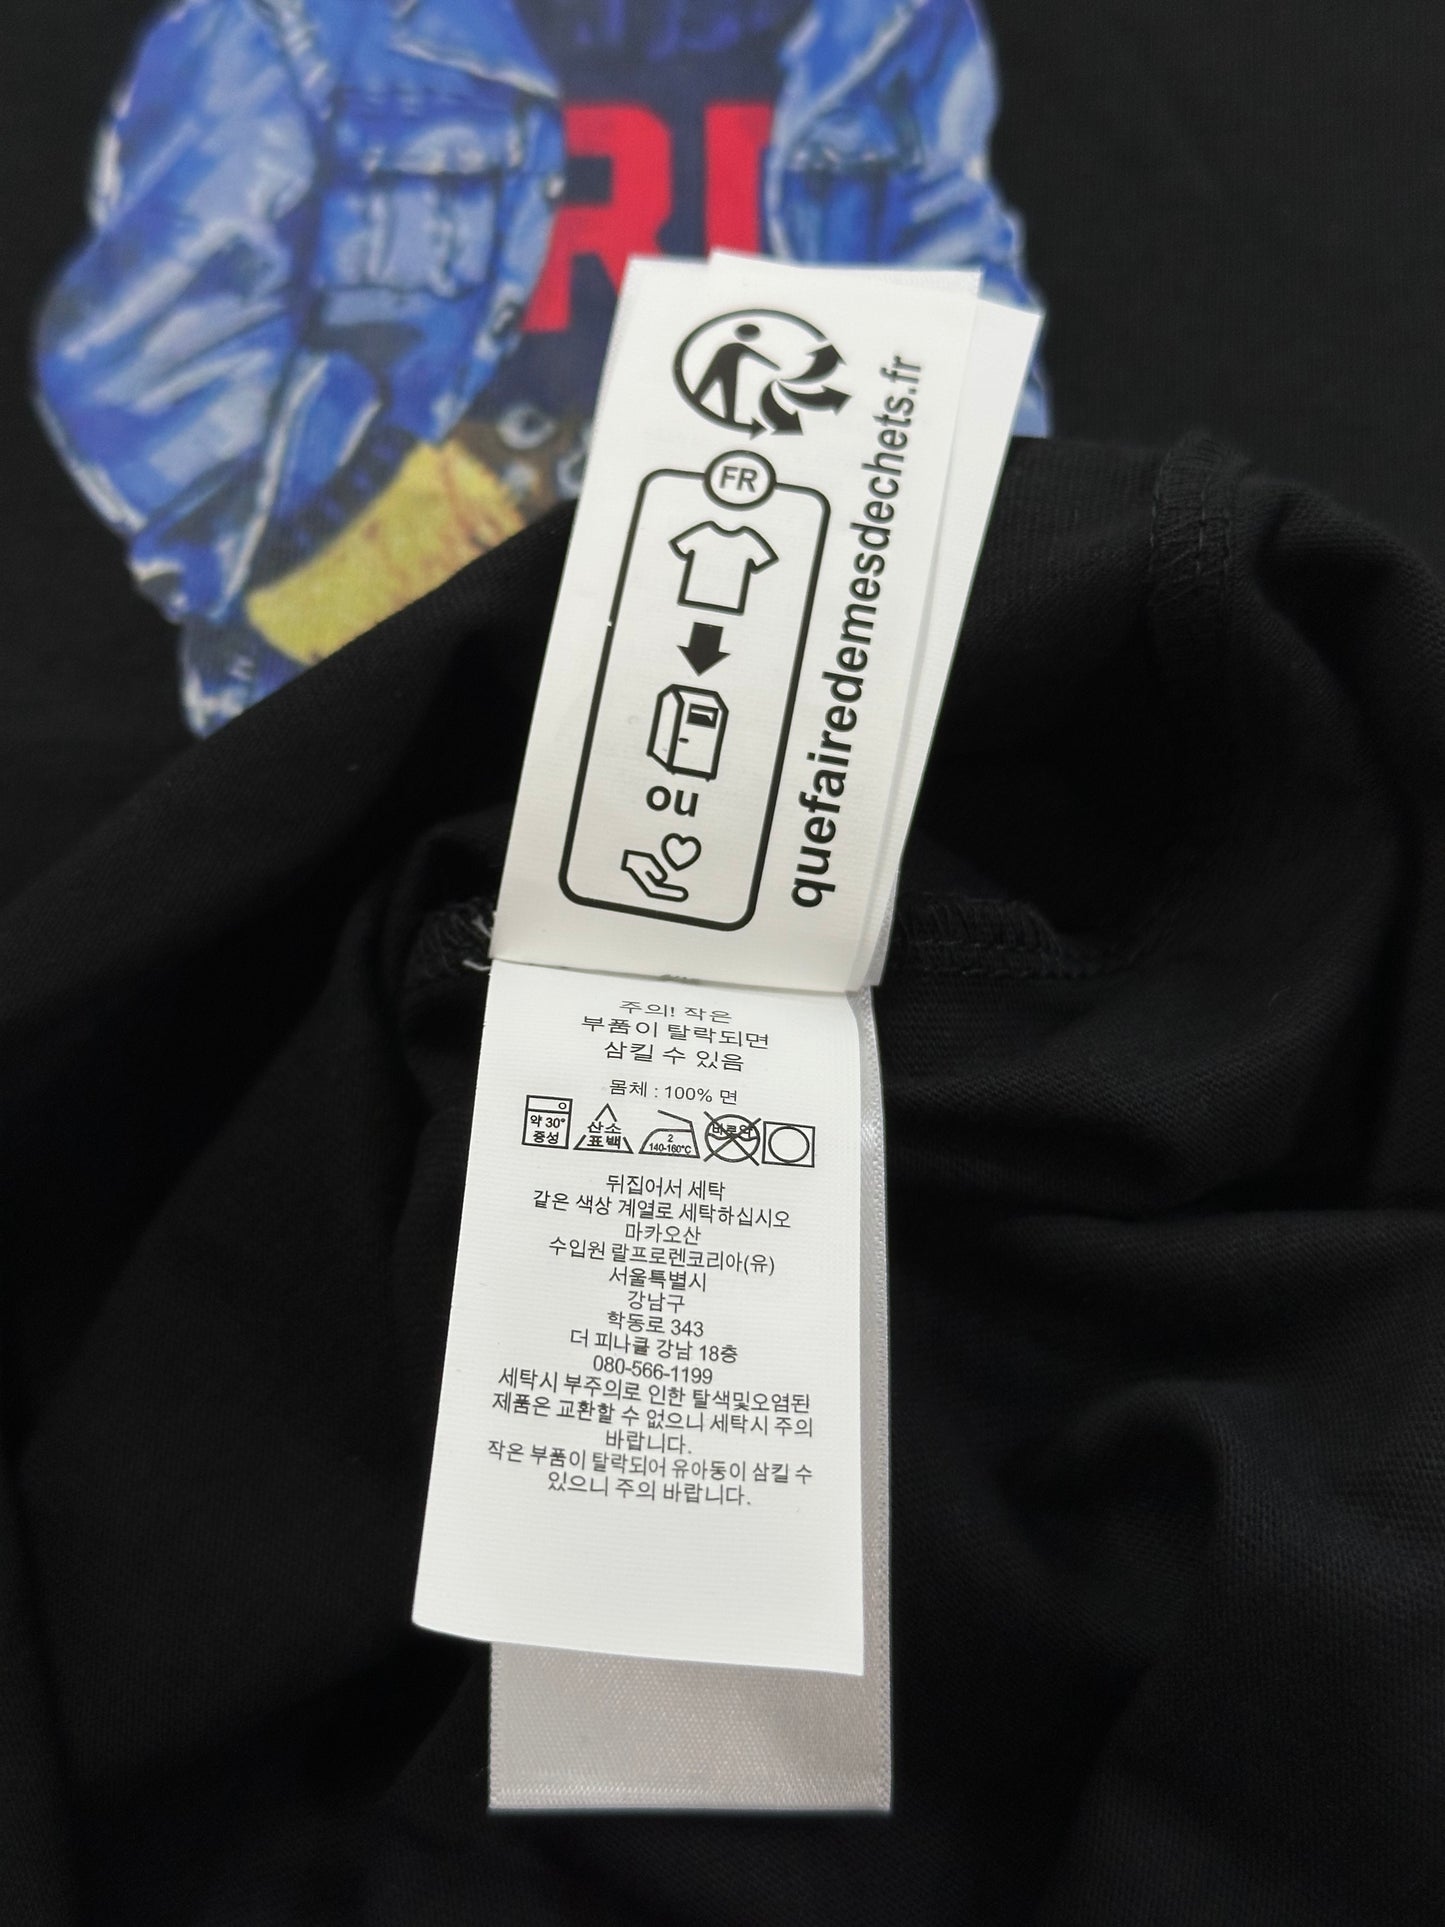 RL
FR
ou
quefairedemesdechets.fr
주의! 작은
부품이 탈락되면
삼킬 수 있음
몸체 : 100% 면
약 30°
중성
산소
표백
2
140-160°C
뒤집어서 세탁
같은 색상 계열로 세탁하십시오
마카오산
수입원 랄프로렌코리아(유)
서울특별시
강남구
학동로 343
더 피나클 강남 18층
080-566-1199
세탁시 부주의로 인한 탈색및오염된
제품은 교환할 수 없으니 세탁시 주의
바랍니다.
작은 부품이 탈락되어 유아동이 삼킬 수
있으니 주의 바랍니다.